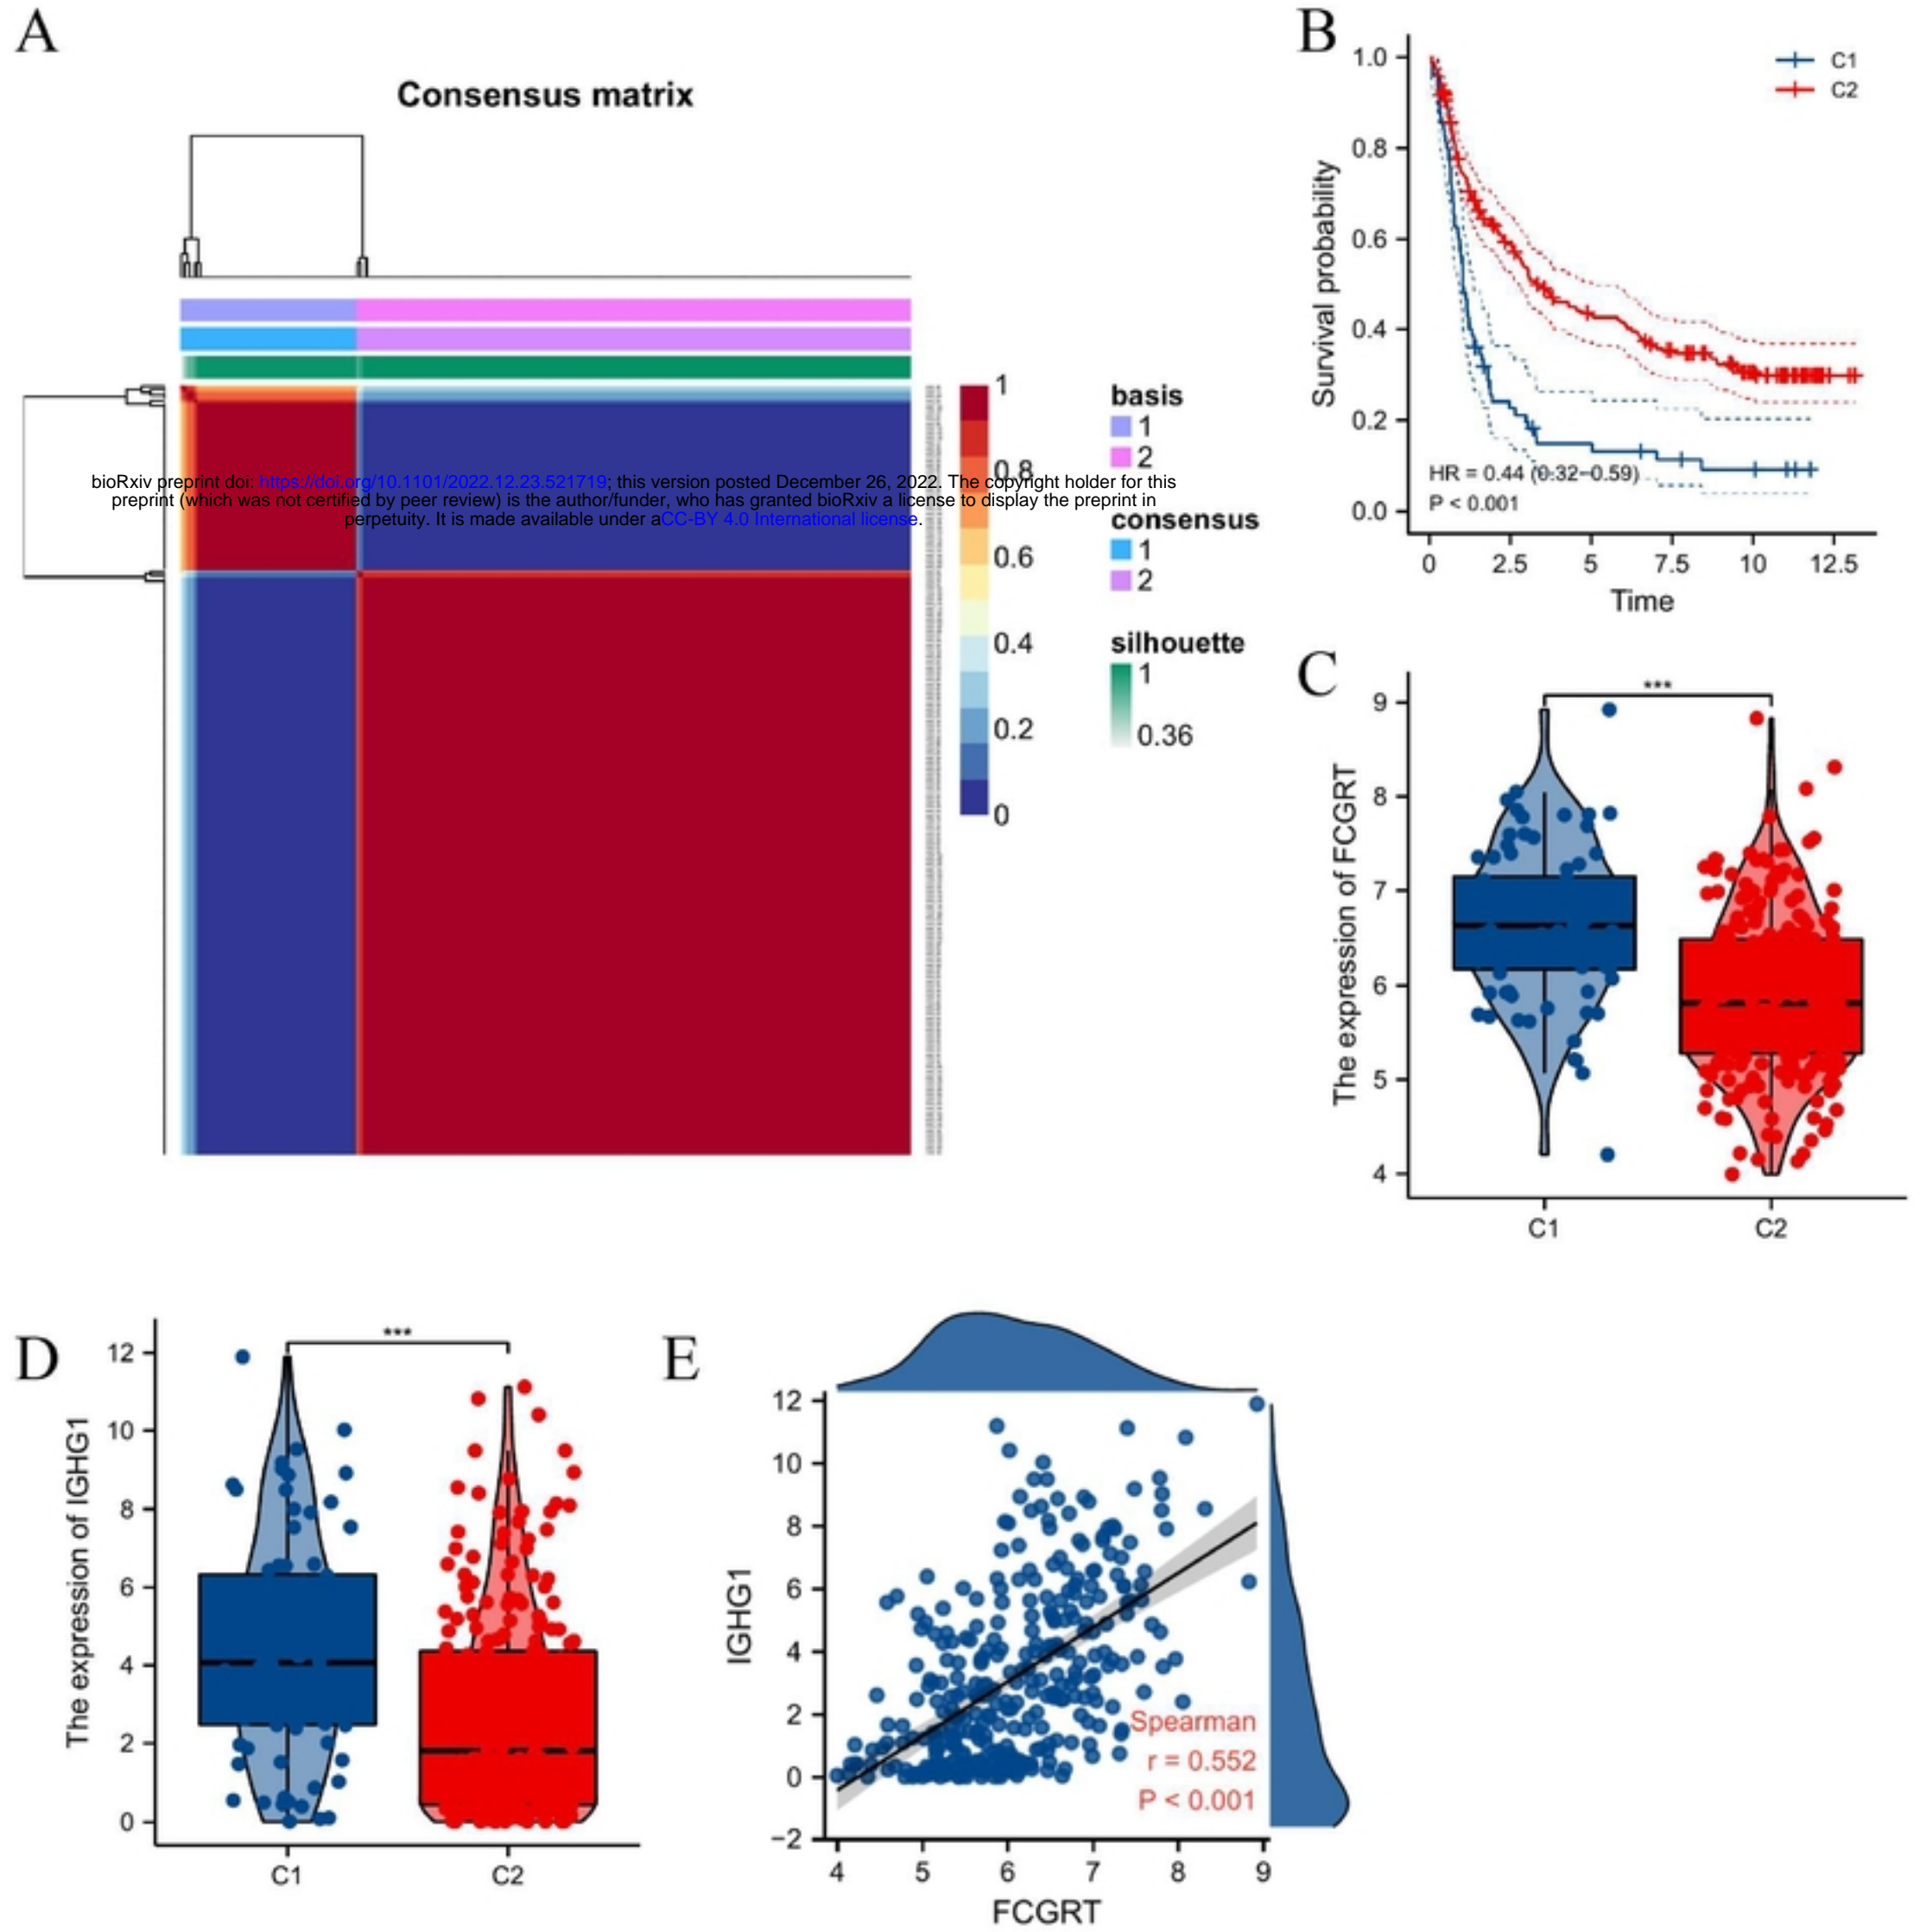 A
Consensus matrix
1
0.8
0.6
0.4
0.2
0
basis
1
2
consensus
1
2
silhouette
1
0.36
bioRxiv preprint doi: https://doi.org/10.1101/2022.12.23.521719; this version posted December 26, 2022. The copyright holder for this
preprint (which was not certified by peer review) is the author/funder, who has granted bioRxiv a license to display the preprint in
perpetuity. It is made available under aCC-BY 4.0 International license.
B
C1
C2
Survival probability
1.0
0.8
0.6
0.4
0.2
0.0
HR = 0.44 (0.32−0.59)
P < 0.001
0 2.5 5 7.5 10 12.5
Time
C
***
The expression of FCGRT
9
8
7
6
5
4
C1 C2
D
***
The expression of IGHG1
12
10
8
6
4
2
0
C1 C2
E
IGHG1
12
10
8
6
4
2
0
−2
Spearman
r = 0.552
P < 0.001
4 5 6 7 8 9
FCGRT